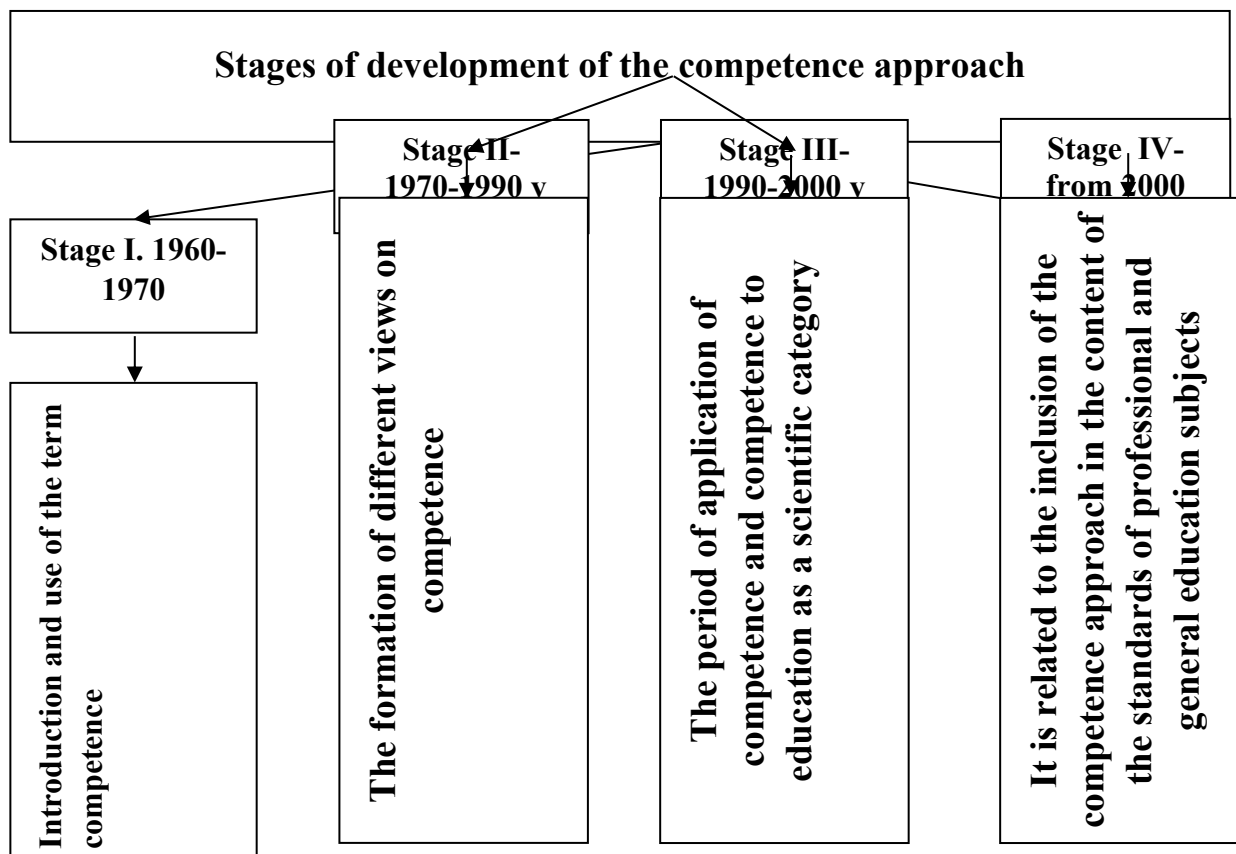 Stages of development of the competence approach
Stage I. 1960-
1970
Introduction and use of the term
competence
Stage II-
1970-1990 y
The formation of different views on
competence
Stage III-
1990-2000 y
The period of application of
competence and competence to
education as a scientific category
Stage IV-
from 2000
It is related to the inclusion of the
competence approach in the content of
the standards of professional and
general education subjects